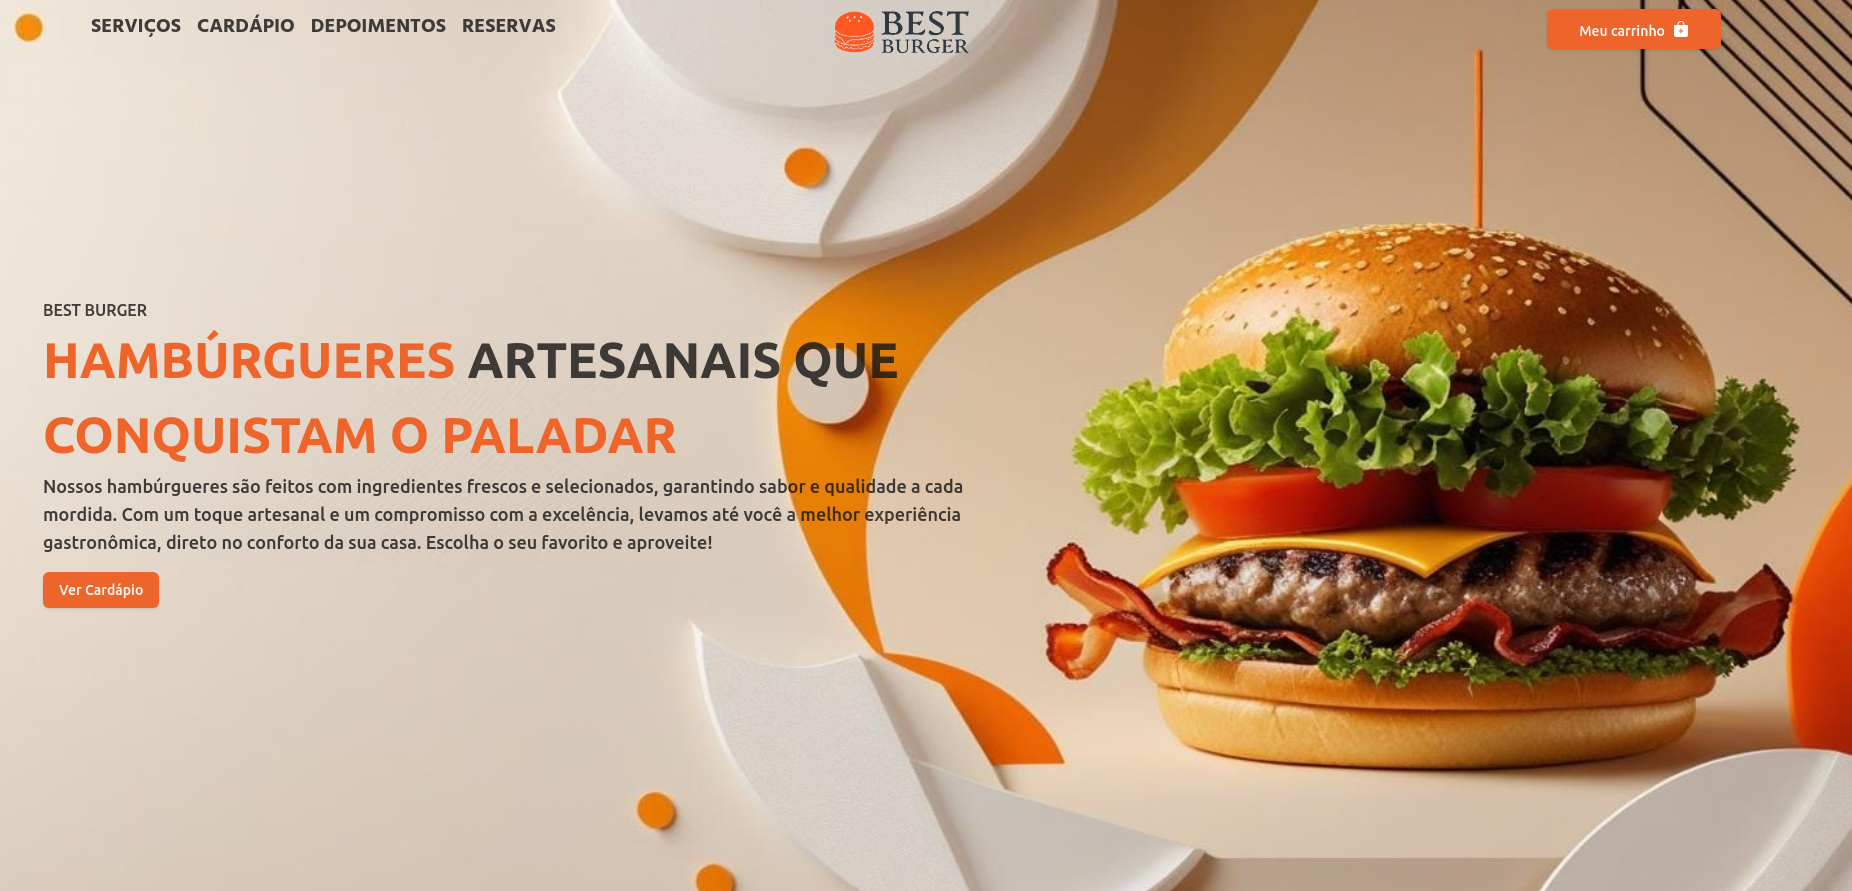 SERVIÇOS CARDÁPIO DEPOIMENTOS RESERVAS
BEST
BURGER
Meu carrinho
BEST BURGER
HAMBÚRGUERES ARTESANAIS QUE
CONQUISTAM O PALADAR
Nossos hambúrgueres são feitos com ingredientes frescos e selecionados, garantindo sabor e qualidade a cada
mordida. Com um toque artesanal e um compromisso com a excelência, levamos até você a melhor experiência
gastronômica, direto no conforto da sua casa. Escolha o seu favorito e aproveite!
Ver Cardápio